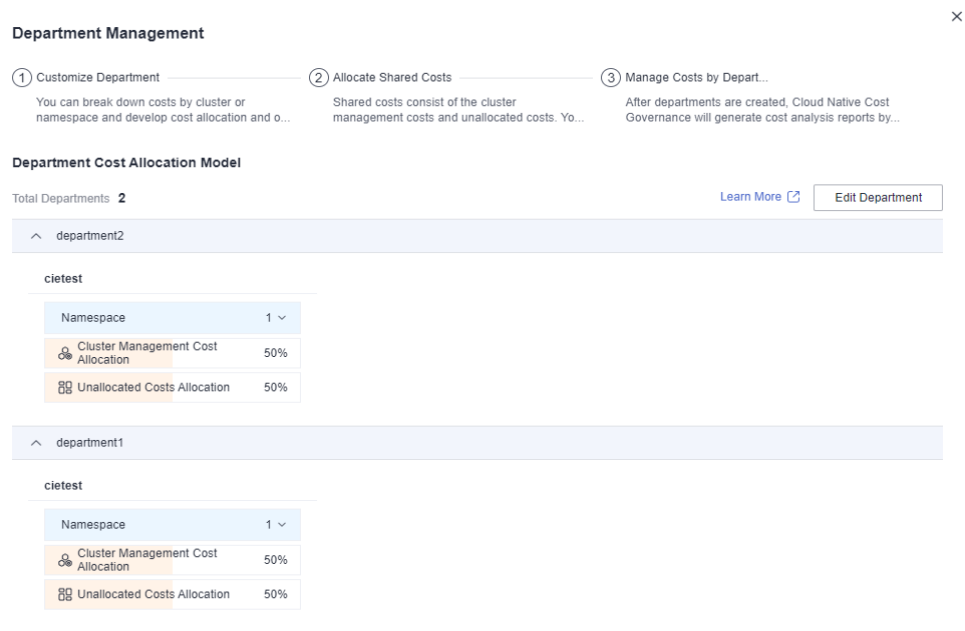 Department Management
1 Customize Department
2 Allocate Shared Costs
3 Manage Costs by Depart...
You can break down costs by cluster or
namespace and develop cost allocation and o...
Shared costs consist of the cluster
management costs and unallocated costs. Yo...
After departments are created, Cloud Native Cost
Governance will generate cost analysis reports by...
Department Cost Allocation Model
Total Departments 2
Learn More
Edit Department
department2
cietest
Namespace 1
Cluster Management Cost
Allocation
50%
Unallocated Costs Allocation 50%
department1
cietest
Namespace 1
Cluster Management Cost
Allocation
50%
Unallocated Costs Allocation 50%